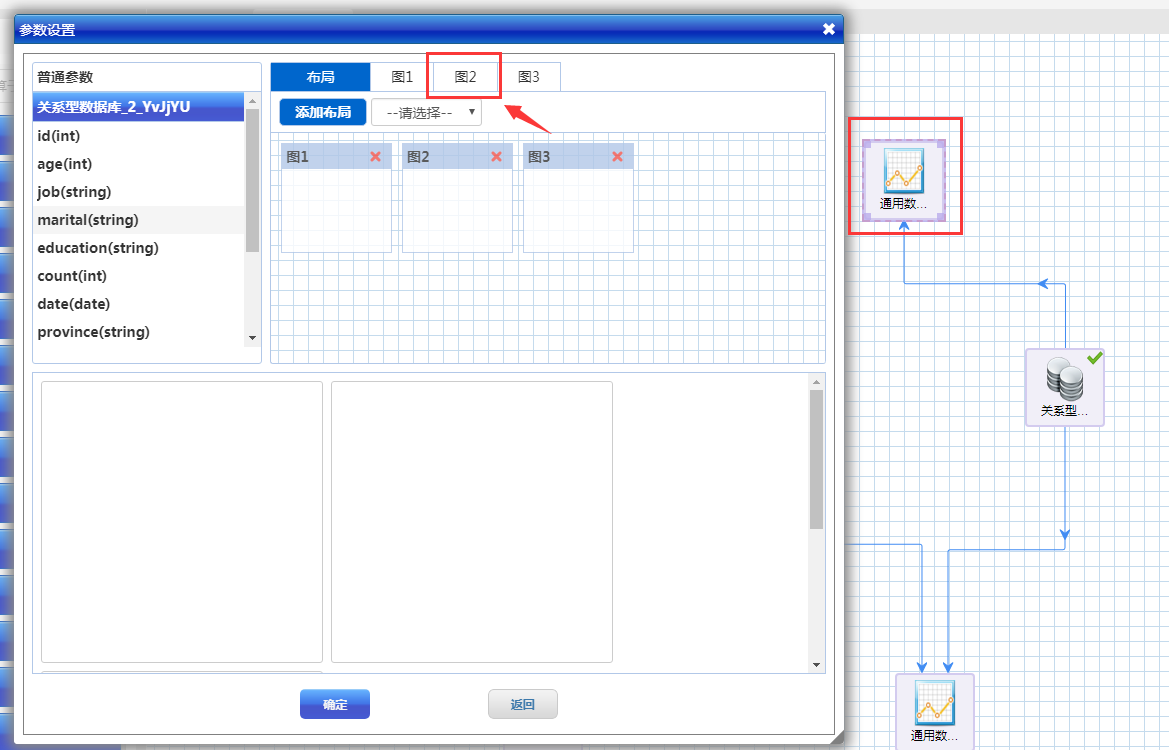 参数设置
普通参数
关系型数据库_2_YvJjYU
id(int)
age(int)
job(string)
marital(string)
education(string)
count(int)
date(date)
province(string)
布局 图1 图2 图3
添加布局 --请选择--
图1 图2 图3
确定 返回
通用数...
关系型...
通用数...